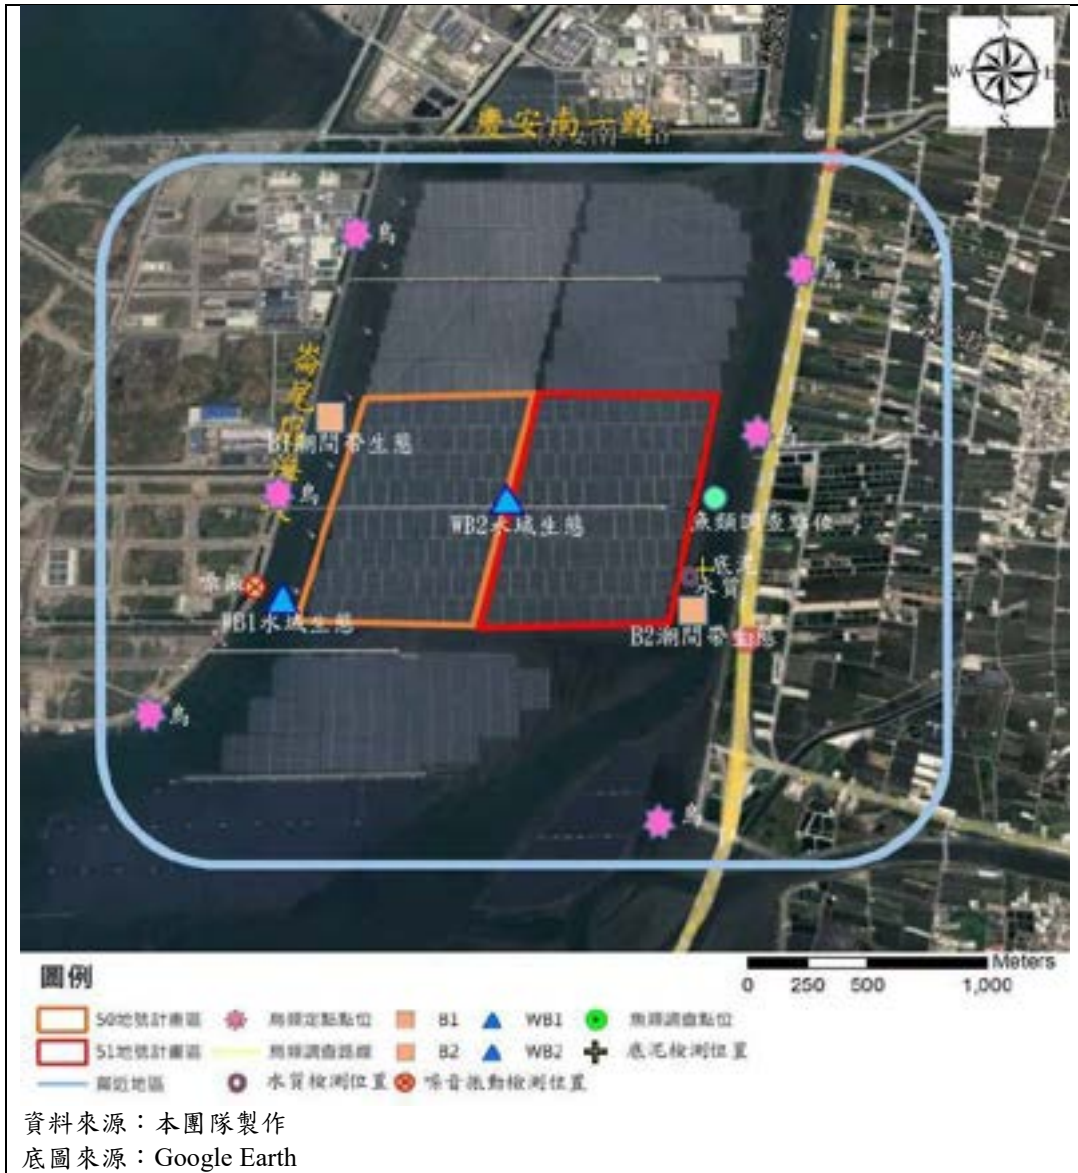 N
W E
S
慶安南一路
鳥
鳥
崙尾
B1潮間帶生態
鳥
鳥
WB2水域生態
魚類調查點位
底泥
水質
WB1水域生態
B2潮間帶生態
鳥
鳥
圖例
Meters
0 250 500 1,000
50地號計畫區 鳥類定點點位 B1 WB1 魚類調查點位
51地號計畫區 鳥類調查路線 B2 WB2 底泥檢測位置
鄰近地區 水質檢測位置 噪音振動檢測位置
資料來源：本團隊製作
底圖來源：Google Earth